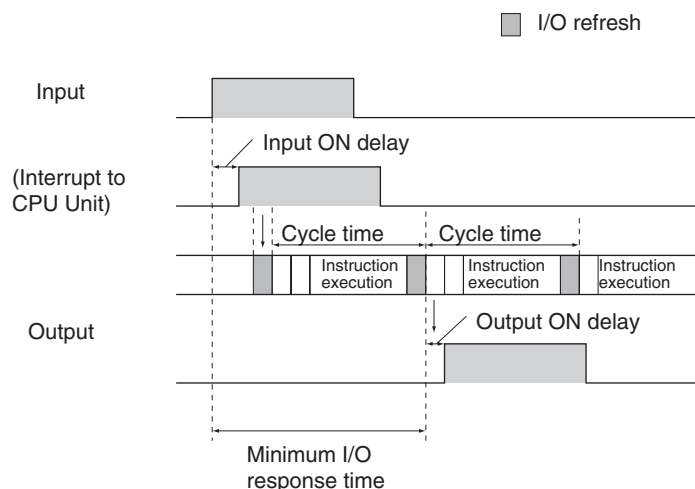 I/O refresh
Input
Input ON delay
(Interrupt to
CPU Unit)
Cycle time
Cycle time
Instruction
execution
Instruction
execution
Instruction
execution
Output
Output ON delay
Minimum I/O
response time